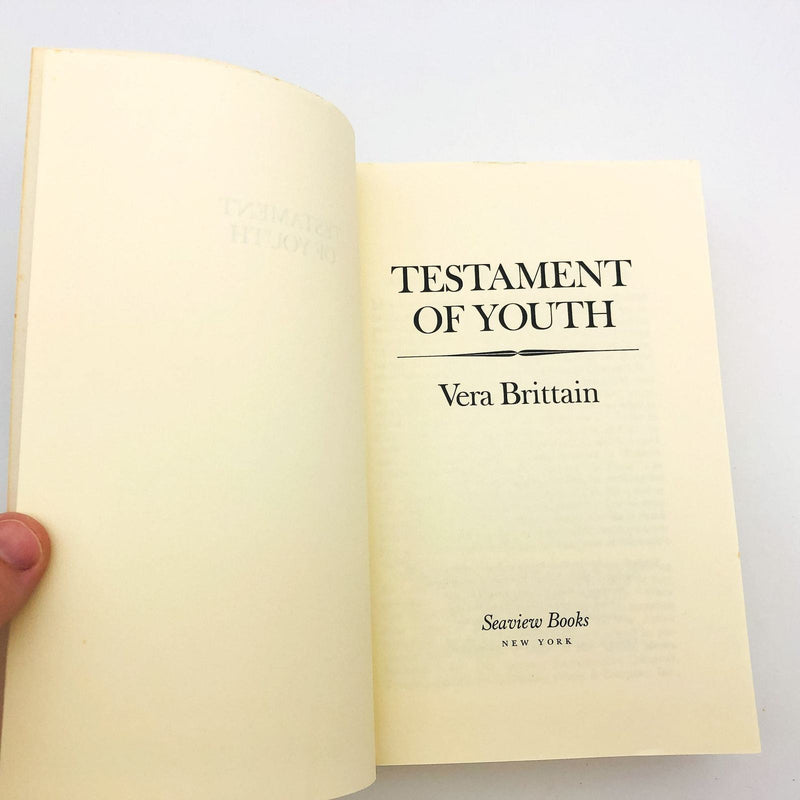 TESTAMENT
OF YOUTH
Vera Brittain
Seaview Books
NEW YORK